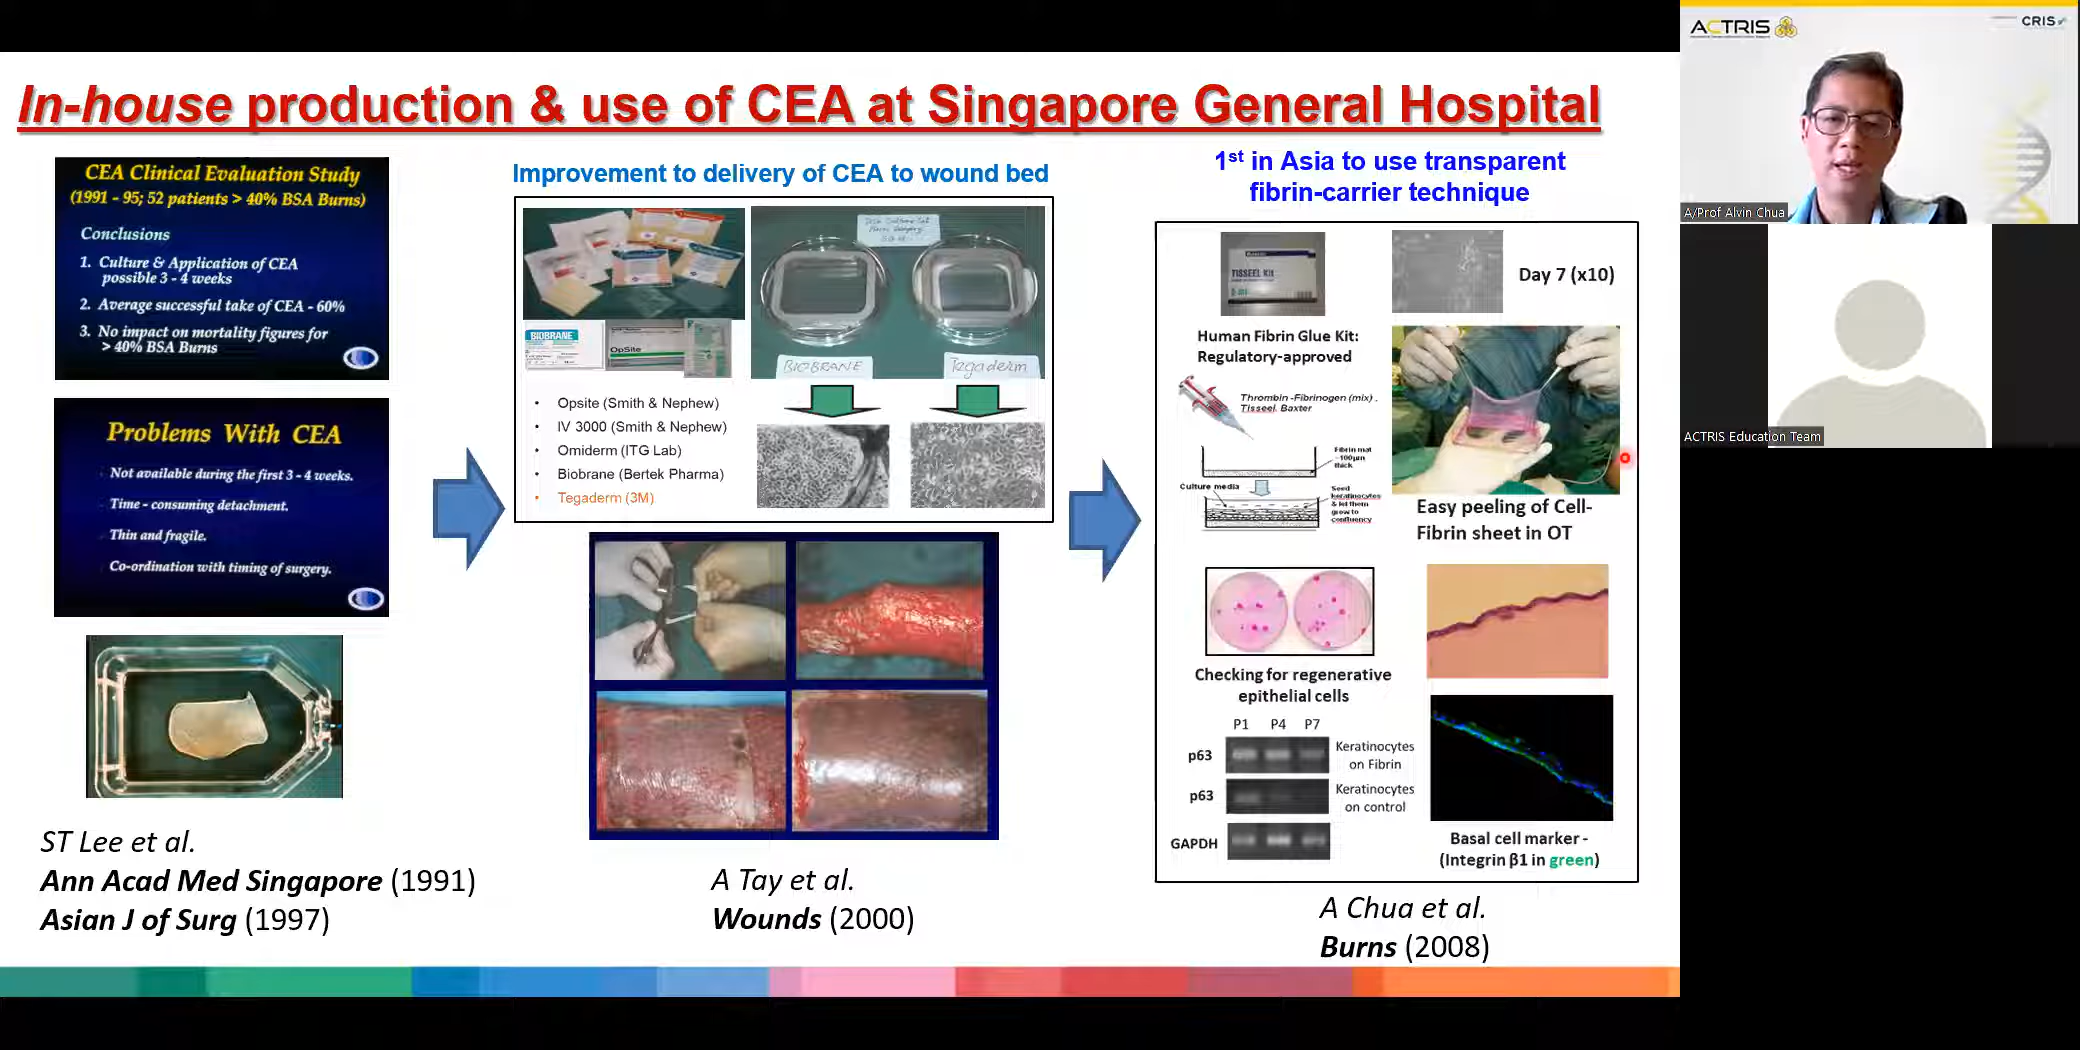 In-house production & use of CEA at Singapore General Hospital
CEA Clinical Evaluation Study
(1991 - 95; 52 patients > 40% BSA Burns)
Conclusions
1. Culture & Application of CEA
possible 3 - 4 weeks
2. Average successful take of CEA - 60%
3. No impact on mortality figures for
> 40% BSA Burns
Problems With CEA
Not available during the first 3 - 4 weeks.
Time - consuming detachment.
Thin and fragile.
Co-ordination with timing of surgery.
ST Lee et al.
Ann Acad Med Singapore (1991)
Asian J of Surg (1997)
Improvement to delivery of CEA to wound bed
BIOBRANE
OpSite
BIOBRANE
Tegaderm
• Opsite (Smith & Nephew)
• IV 3000 (Smith & Nephew)
• Omiderm (ITG Lab)
• Biobrane (Bertek Pharma)
• Tegaderm (3M)
A Tay et al.
Wounds (2000)
1st in Asia to use transparent
fibrin-carrier technique
TISSEEL Kit
Day 7 (x10)
Human Fibrin Glue Kit:
Regulatory-approved
Thrombin -Fibrinogen (mix) .
Tisseel, Baxter
Fibrin mat
~100µm
thick
Culture media
Seed
keratinocytes
& let them
grow to
confluency
Easy peeling of Cell-
Fibrin sheet in OT
Checking for regenerative
epithelial cells
P1 P4 P7
p63
Keratinocytes
on Fibrin
p63
Keratinocytes
on control
GAPDH
Basal cell marker -
(Integrin β1 in green)
A Chua et al.
Burns (2008)
ACTRIS
CRIS
A/Prof Alvin Chua
ACTRIS Education Team